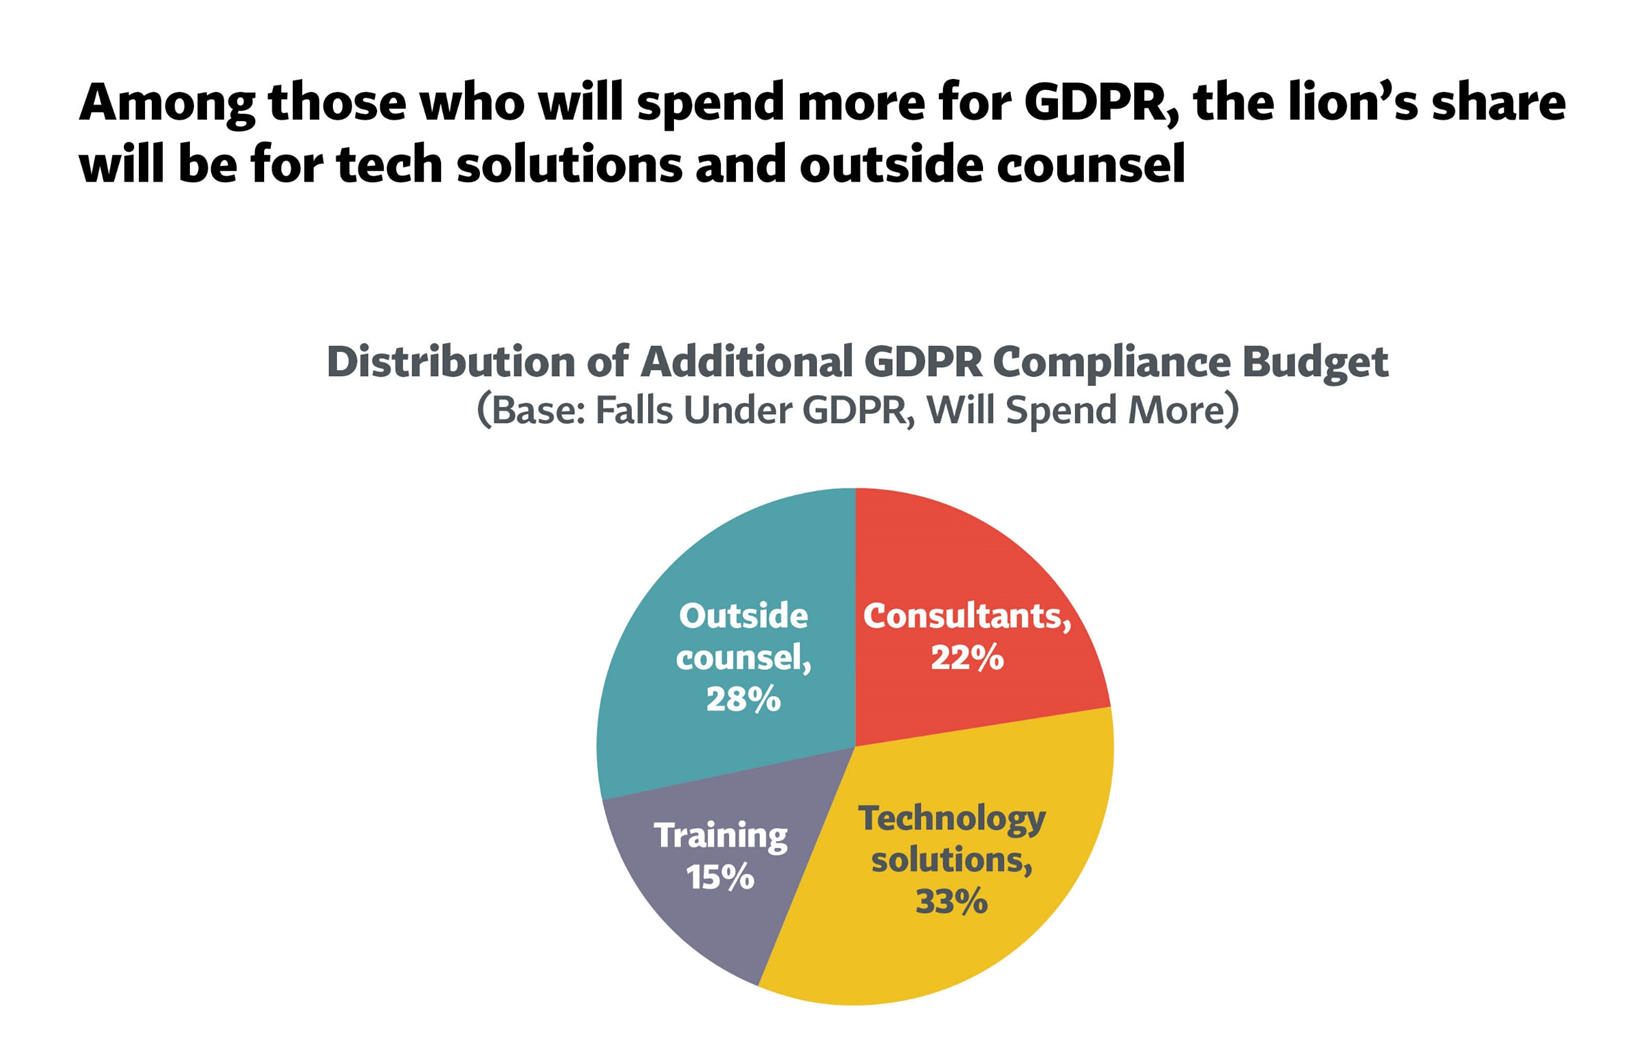 Among those who will spend more for GDPR, the lion’s share
will be for tech solutions and outside counsel
Distribution of Additional GDPR Compliance Budget
(Base: Falls Under GDPR, Will Spend More)
Outside
counsel,
28%
Consultants,
22%
Training
15%
Technology
solutions,
33%